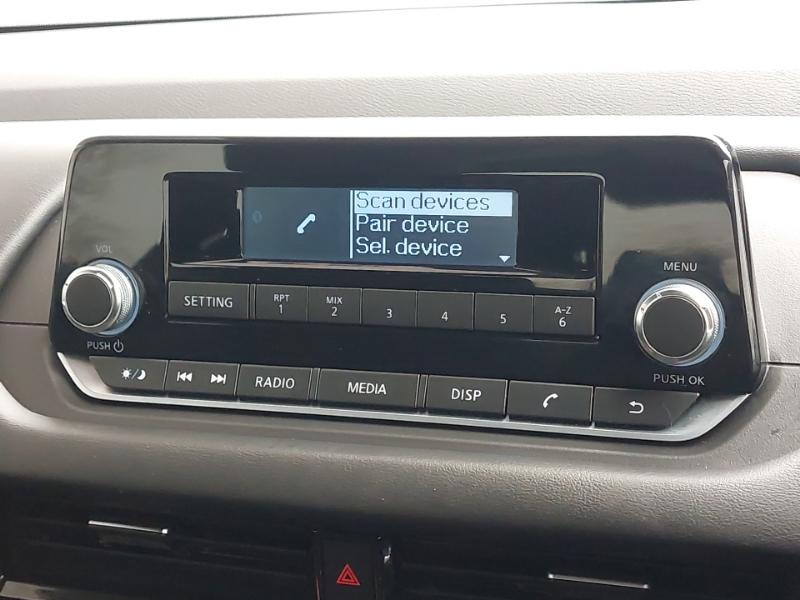 Scan devices
Pair device
Sel. device
VOL
MENU
SETTING
RPT
1
MIX
2
3
4
5
A-Z
6
PUSH
PUSH OK
RADIO
MEDIA
DISP